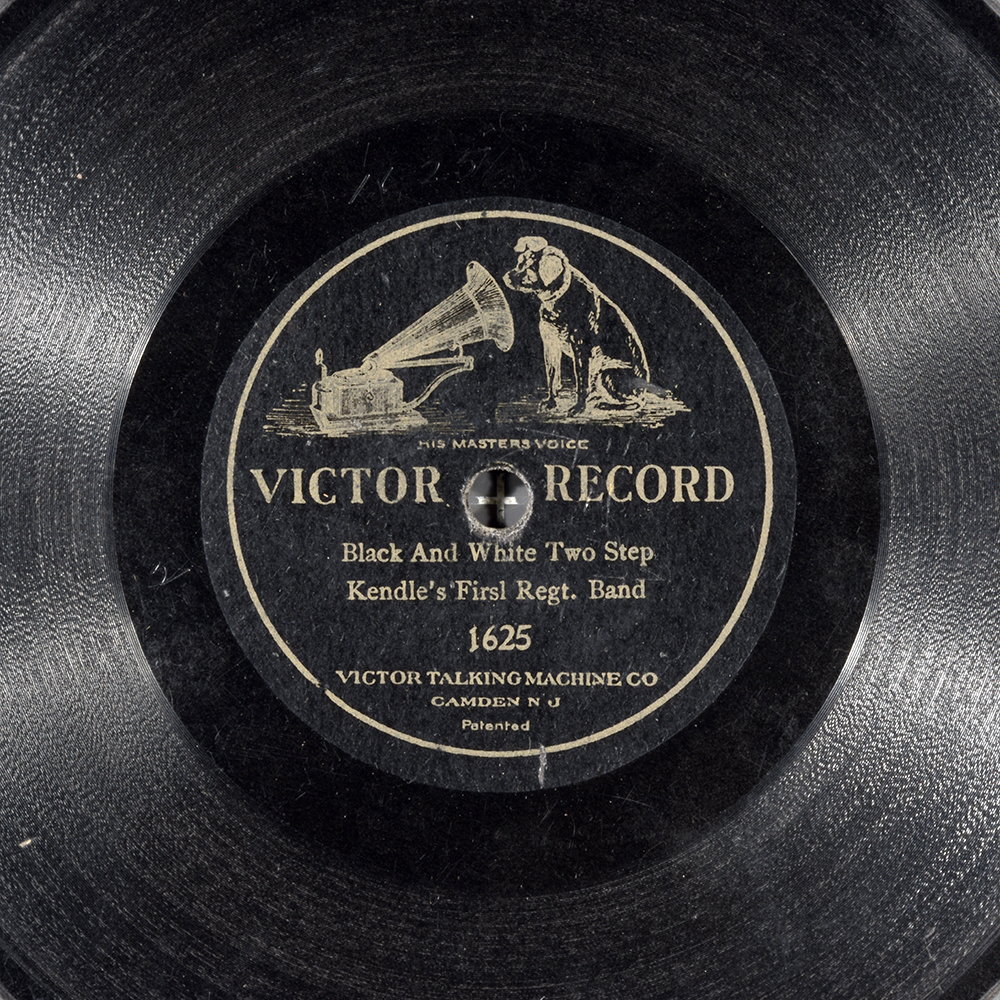 HIS MASTERS VOICE
VICTOR RECORD
Black And White Two Step
Kendle's Firsl Regt. Band
1625
VICTOR TALKING MACHINE CO
CAMDEN N J
Patented